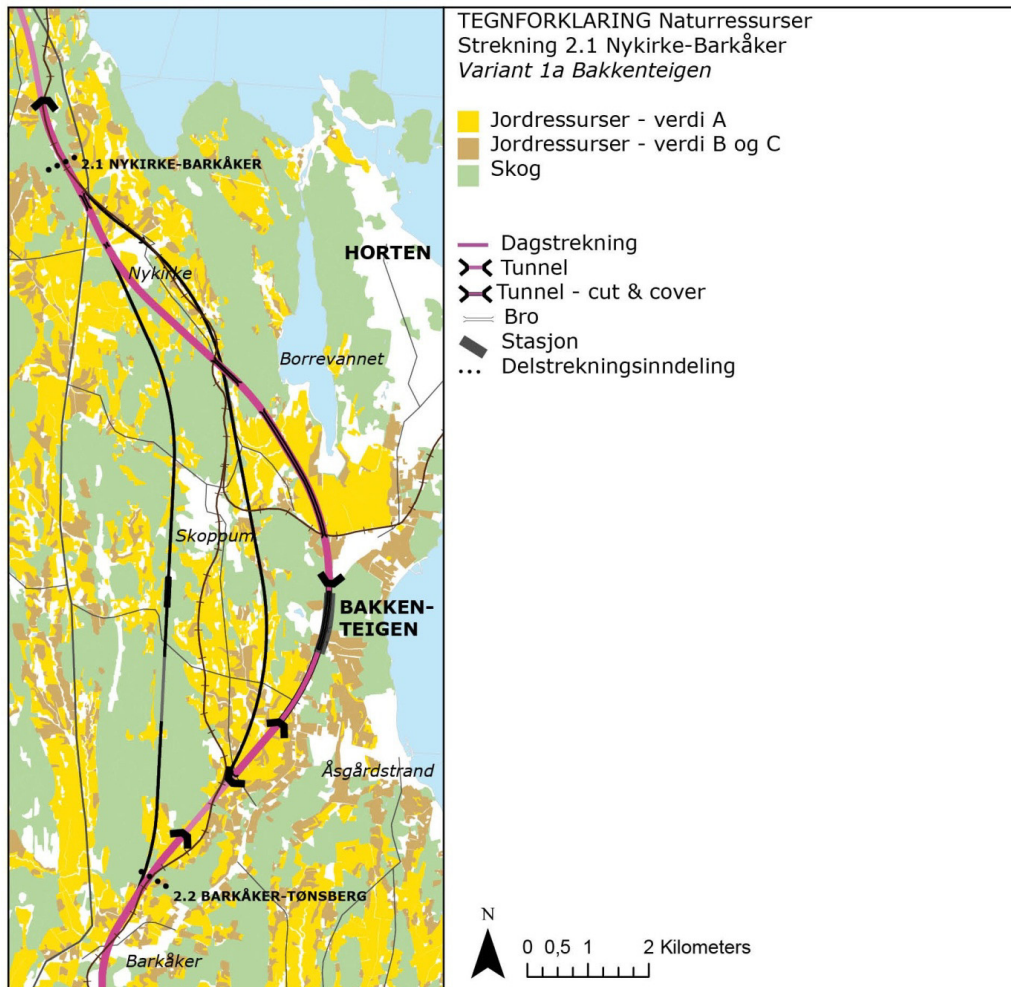 TEGNFORKLARING Naturressurser
Strekning 2.1 Nykirke-Barkåker
Variant 1a Bakkenteigen
Jordressurser - verdi A
Jordressurser - verdi B og C
Skog
Dagstrekning
Tunnel
Tunnel - cut & cover
Bro
Stasjon
Delstrekningsinndeling
2.1 NYKIRKE-BARKÅKER
HORTEN
Nykirke
Borrevannet
Skoppum
BAKKEN-
TEIGEN
Åsgårdstrand
2.2 BARKÅKER-TØNSBERG
Barkåker
N
0 0,5 1 2 Kilometers